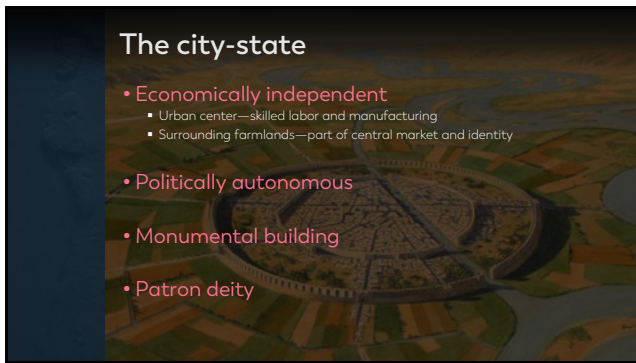 The city-state
• Economically independent
▪ Urban center—skilled labor and manufacturing
▪ Surrounding farmlands—part of central market and identity
• Politically autonomous
• Monumental building
• Patron deity